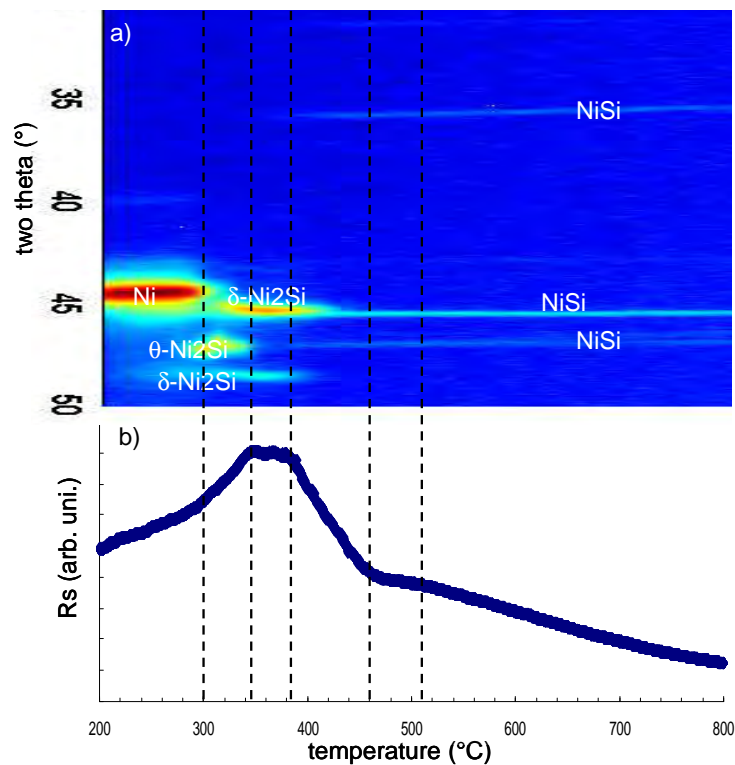 a)
two theta (°)
35
40
45
50
NiSi
Ni
δ-Ni2Si
NiSi
θ-Ni2Si
NiSi
δ-Ni2Si
b)
Rs (arb. uni.)
200 300 400 500 600 700 800
temperature (°C)